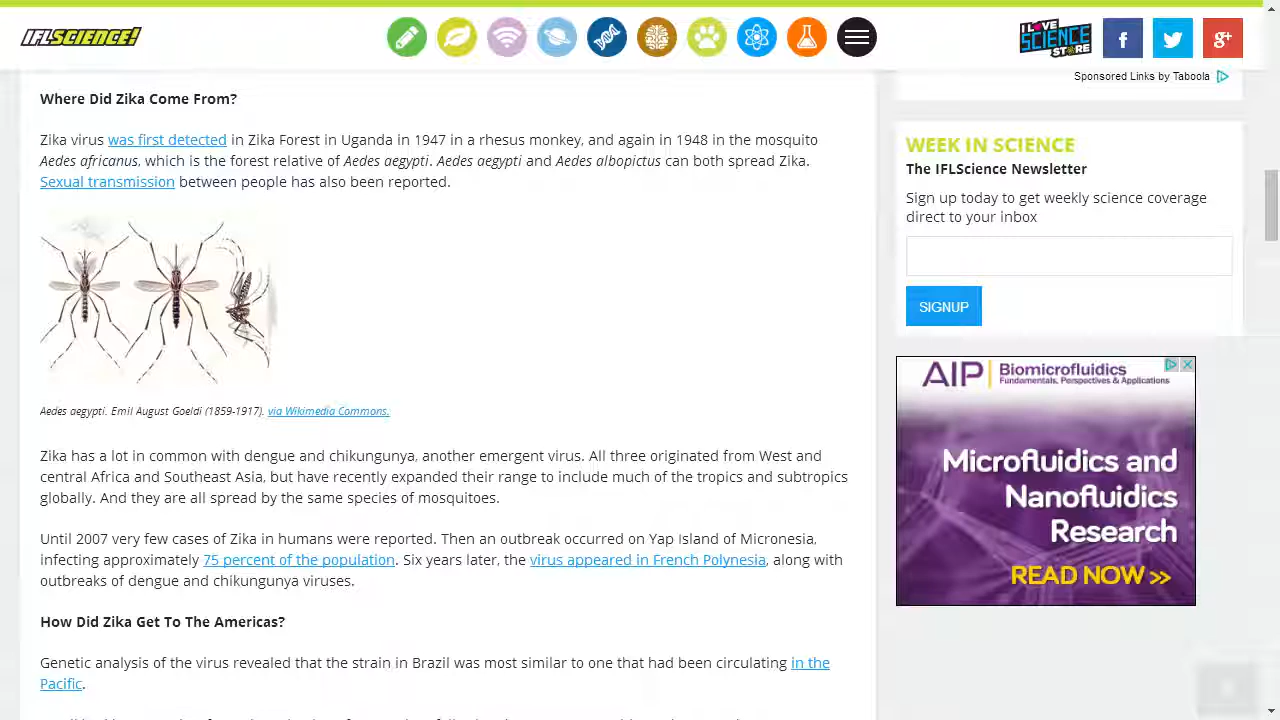 IFLSCIENCE!
I LOVE
SCIENCE
STORE
f
g+
Sponsored Links by Taboola
Where Did Zika Come From?
Zika virus was first detected in Zika Forest in Uganda in 1947 in a rhesus monkey, and again in 1948 in the mosquito
Aedes africanus, which is the forest relative of Aedes aegypti. Aedes aegypti and Aedes albopictus can both spread Zika.
Sexual transmission between people has also been reported.
Aedes aegypti. Emil August Goeldi (1859-1917). via Wikimedia Commons.
Zika has a lot in common with dengue and chikungunya, another emergent virus. All three originated from West and
central Africa and Southeast Asia, but have recently expanded their range to include much of the tropics and subtropics
globally. And they are all spread by the same species of mosquitoes.
Until 2007 very few cases of Zika in humans were reported. Then an outbreak occurred on Yap Island of Micronesia,
infecting approximately 75 percent of the population. Six years later, the virus appeared in French Polynesia, along with
outbreaks of dengue and chikungunya viruses.
How Did Zika Get To The Americas?
Genetic analysis of the virus revealed that the strain in Brazil was most similar to one that had been circulating in the
Pacific.
WEEK IN SCIENCE
The IFLScience Newsletter
Sign up today to get weekly science coverage
direct to your inbox
SIGNUP
AIP Biomicrofluidics
Fundamentals, Perspectives & Applications
Microfluidics and
Nanofluidics
Research
READ NOW >>